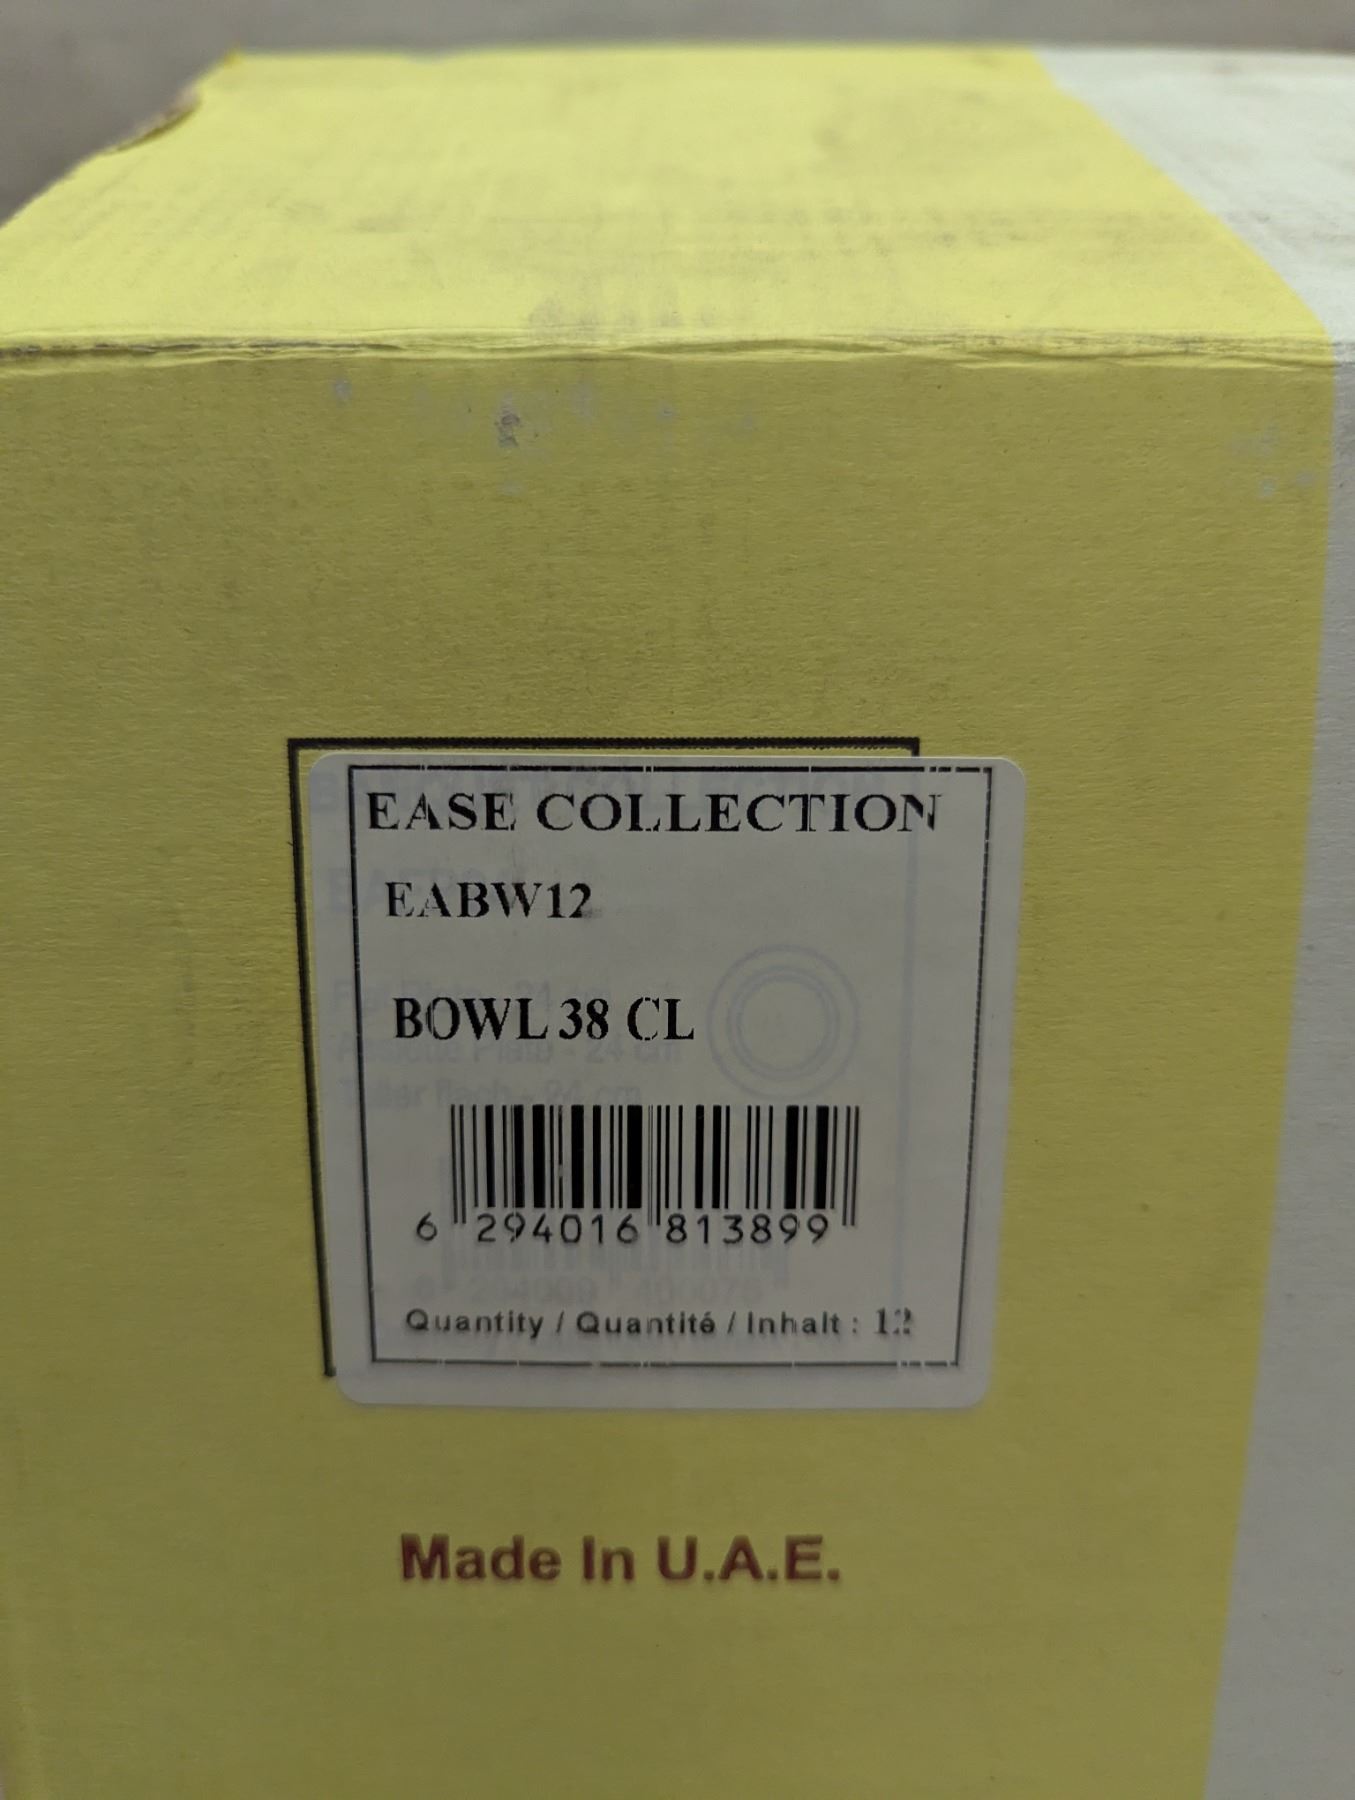 EASE COLLECTION
EABW12
BOWL 38 CL
6 294016 813899
Quantity / Quantité / Inhalt : 12
Made In U.A.E.